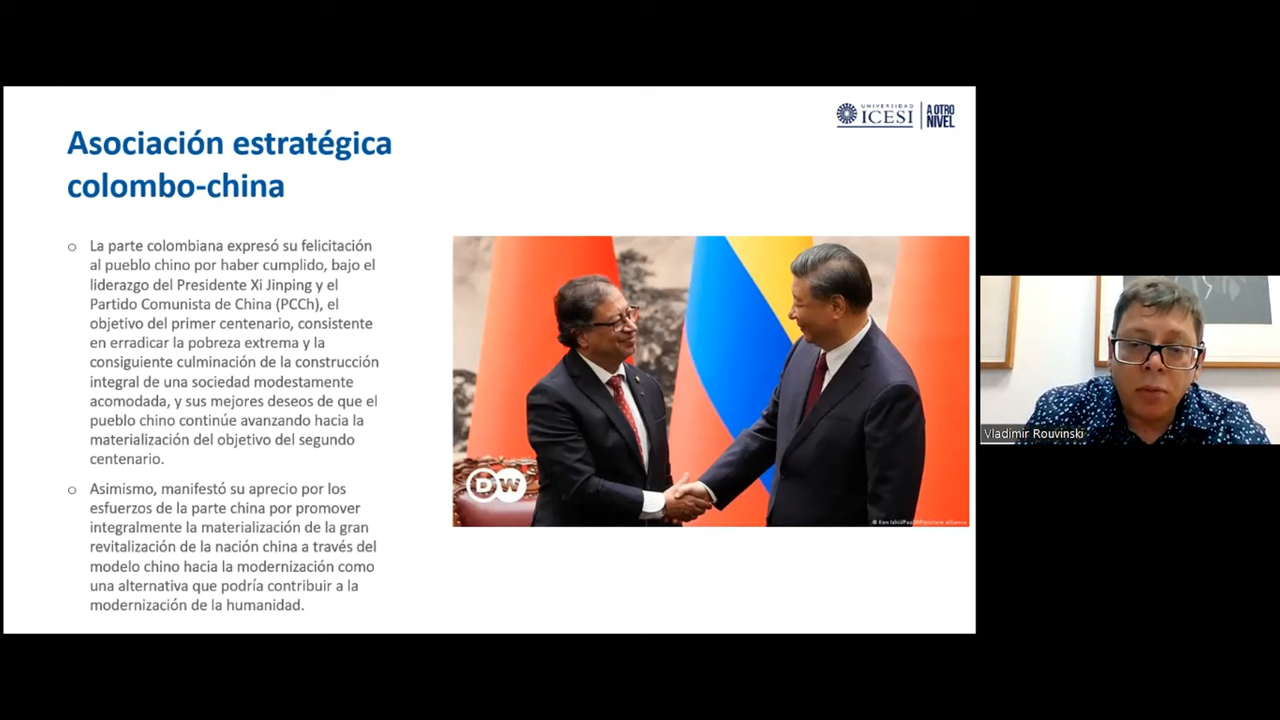 Asociación estratégica
colombo-china
UNIVERSIDAD
ICESI
A OTRO
NIVEL
La parte colombiana expresó su felicitación
al pueblo chino por haber cumplido, bajo el
liderazgo del Presidente Xi Jinping y el
Partido Comunista de China (PCCh), el
objetivo del primer centenario, consistente
en erradicar la pobreza extrema y la
consiguiente culminación de la construcción
integral de una sociedad modestamente
acomodada, y sus mejores deseos de que el
pueblo chino continúe avanzando hacia la
materialización del objetivo del segundo
centenario.
Asimismo, manifestó su aprecio por los
esfuerzos de la parte china por promover
integralmente la materialización de la gran
revitalización de la nación china a través del
modelo chino hacia la modernización como
una alternativa que podría contribuir a la
modernización de la humanidad.
DW
Vladimir Rouvinski